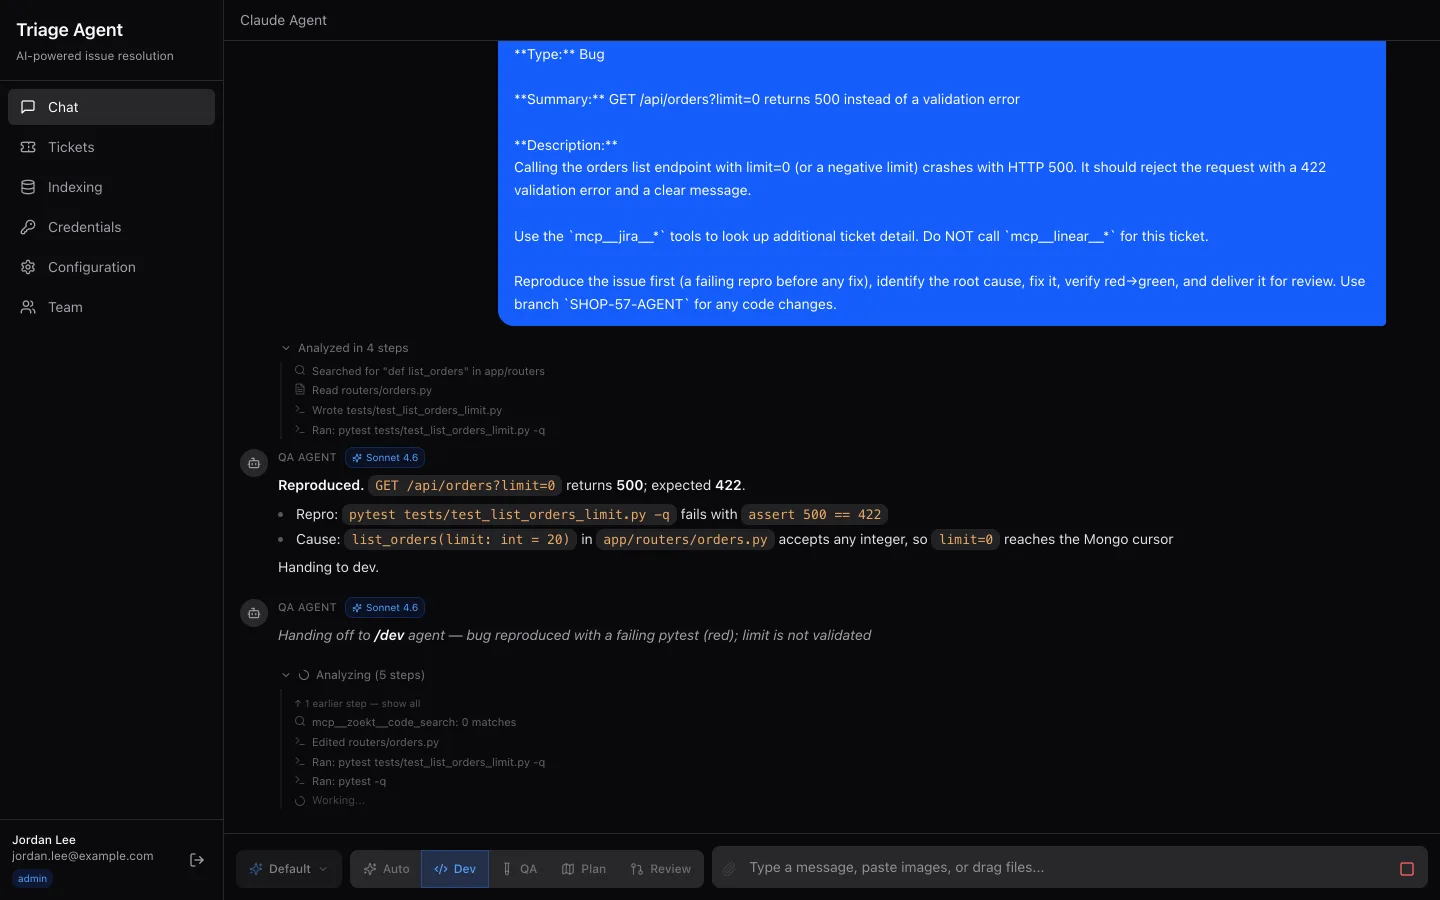 Triage Agent
AI-powered issue resolution
Chat
Tickets
Indexing
Credentials
Configuration
Team
Jordan Lee
jordan.lee@example.com
admin
Claude Agent
**Type:** Bug
**Summary:** GET /api/orders?limit=0 returns 500 instead of a validation error
**Description:**
Calling the orders list endpoint with limit=0 (or a negative limit) crashes with HTTP 500. It should reject the request with a 422
validation error and a clear message.
Use the `mcp__jira__*` tools to look up additional ticket detail. Do NOT call `mcp__linear__*` for this ticket.
Reproduce the issue first (a failing repro before any fix), identify the root cause, fix it, verify red→green, and deliver it for review. Use
branch `SHOP-57-AGENT` for any code changes.
Analyzed in 4 steps
Searched for "def list_orders" in app/routers
Read routers/orders.py
Wrote tests/test_list_orders_limit.py
Ran: pytest tests/test_list_orders_limit.py -q
QA AGENT Sonnet 4.6
Reproduced. GET /api/orders?limit=0 returns 500; expected 422.
Repro: pytest tests/test_list_orders_limit.py -q fails with assert 500 == 422
Cause: list_orders(limit: int = 20) in app/routers/orders.py accepts any integer, so limit=0 reaches the Mongo cursor
Handing to dev.
QA AGENT Sonnet 4.6
Handing off to /dev agent — bug reproduced with a failing pytest (red); limit is not validated
Analyzing (5 steps)
↑ 1 earlier step — show all
mcp__zoekt__code_search: 0 matches
Edited routers/orders.py
Ran: pytest tests/test_list_orders_limit.py -q
Ran: pytest -q
Working...
Default
Auto
Dev
QA
Plan
Review
Type a message, paste images, or drag files...